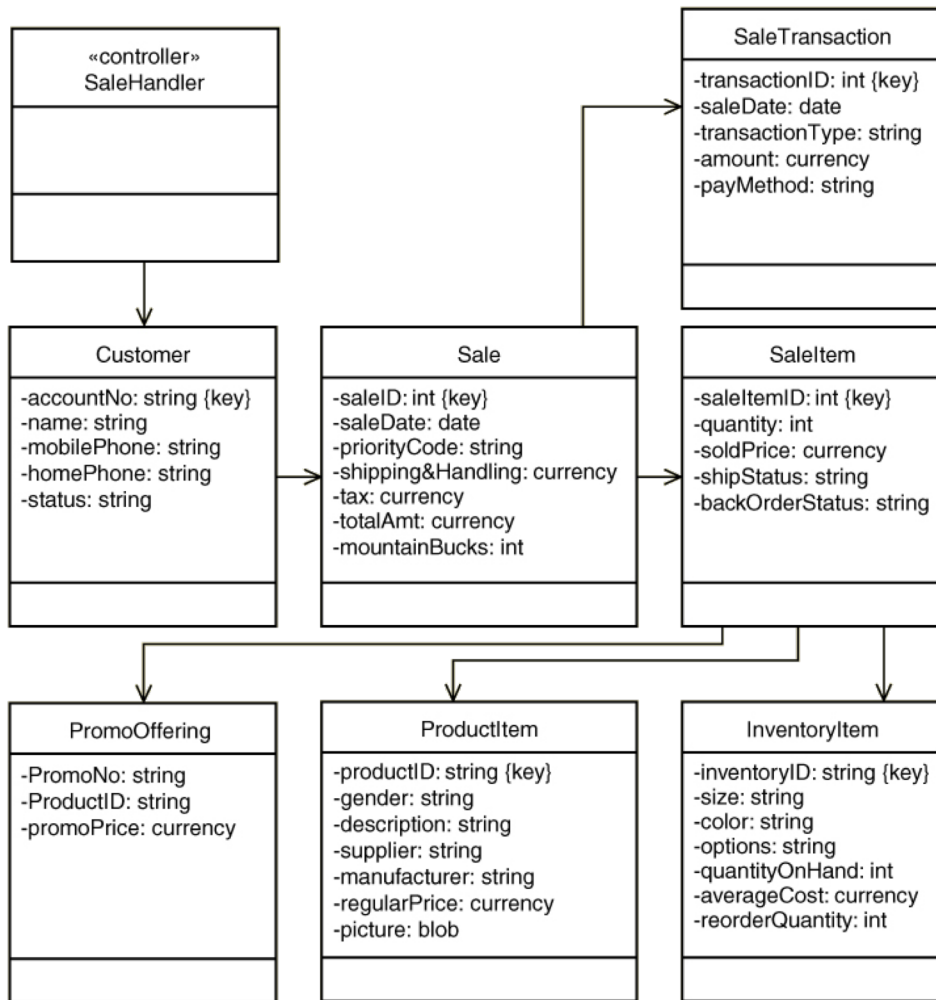 «controller»
SaleHandler
SaleTransaction
-transactionID: int {key}
-saleDate: date
-transactionType: string
-amount: currency
-payMethod: string
Customer
-accountNo: string {key}
-name: string
-mobilePhone: string
-homePhone: string
-status: string
Sale
-saleID: int {key}
-saleDate: date
-priorityCode: string
-shipping&Handling: currency
-tax: currency
-totalAmt: currency
-mountainBucks: int
SaleItem
-saleItemID: int {key}
-quantity: int
-soldPrice: currency
-shipStatus: string
-backOrderStatus: string
PromoOffering
-PromoNo: string
-ProductID: string
-promoPrice: currency
ProductItem
-productID: string {key}
-gender: string
-description: string
-supplier: string
-manufacturer: string
-regularPrice: currency
-picture: blob
InventoryItem
-inventoryID: string {key}
-size: string
-color: string
-options: string
-quantityOnHand: int
-averageCost: currency
-reorderQuantity: int